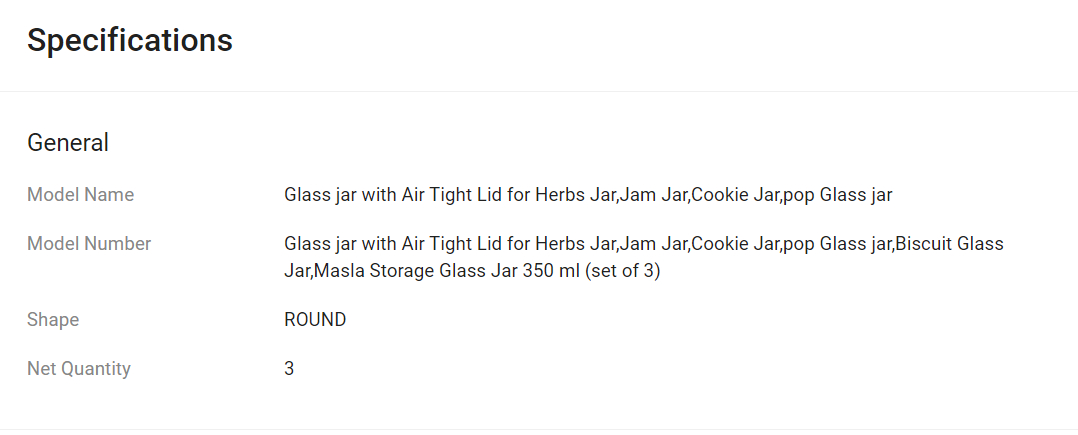 Specifications
General
Model Name Glass jar with Air Tight Lid for Herbs Jar,Jam Jar,Cookie Jar,pop Glass jar
Model Number Glass jar with Air Tight Lid for Herbs Jar,Jam Jar,Cookie Jar,pop Glass jar,Biscuit Glass
Jar,Masla Storage Glass Jar 350 ml (set of 3)
Shape ROUND
Net Quantity 3